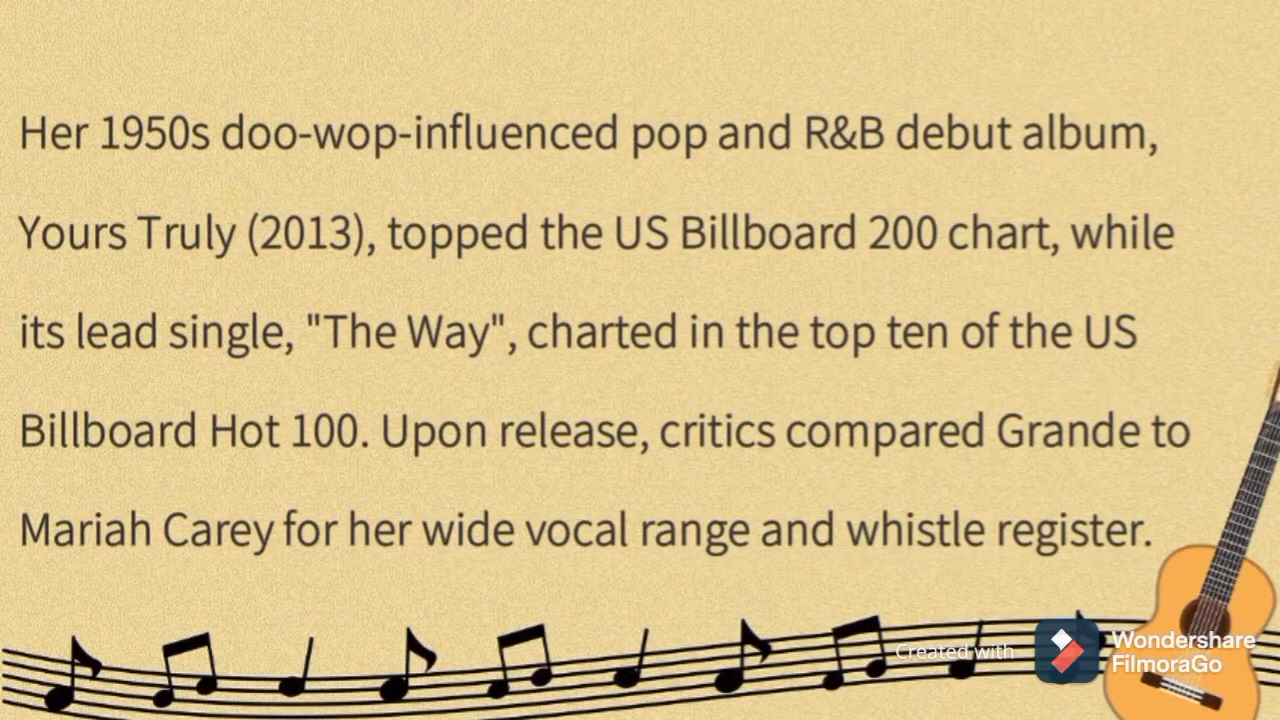 Her 1950s doo-wop-influenced pop and R&B debut album,
Yours Truly (2013), topped the US Billboard 200 chart, while
its lead single, "The Way", charted in the top ten of the US
Billboard Hot 100. Upon release, critics compared Grande to
Mariah Carey for her wide vocal range and whistle register.
Created with
Wondershare
FilmoraGo